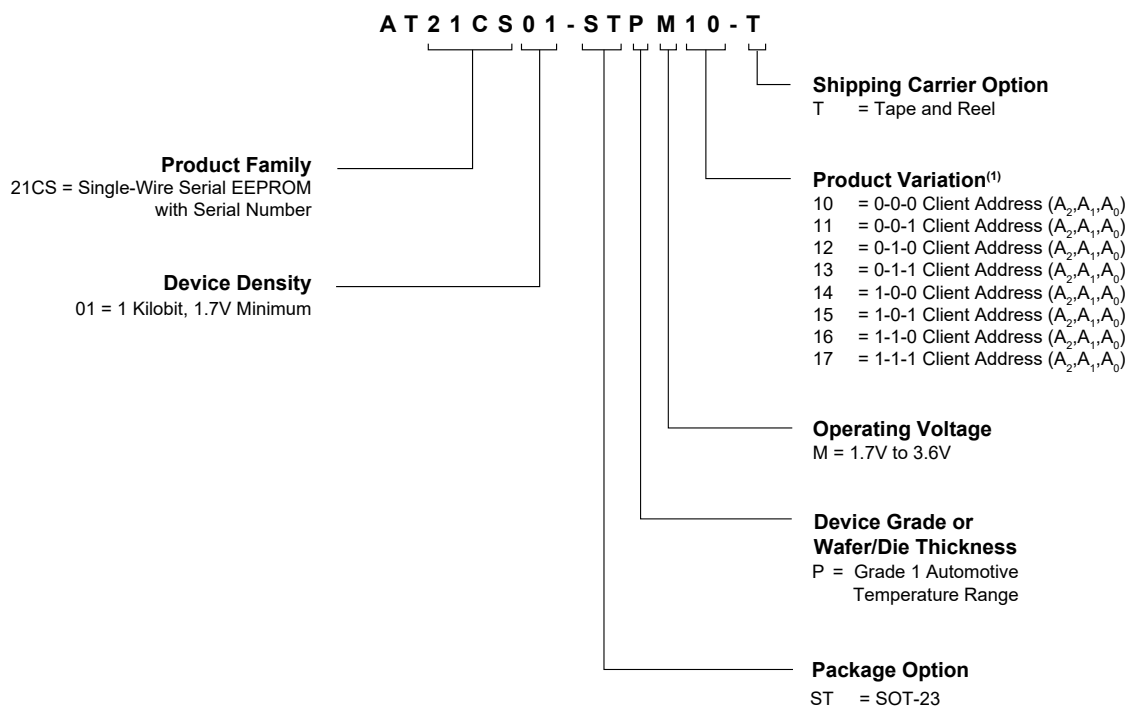 AT21CS01-STPM10-T
Shipping Carrier Option
T = Tape and Reel
Product Family
21CS = Single-Wire Serial EEPROM
with Serial Number
Product Variation(1)
10 = 0-0-0 Client Address (A2,A1,A0)
11 = 0-0-1 Client Address (A2,A1,A0)
12 = 0-1-0 Client Address (A2,A1,A0)
13 = 0-1-1 Client Address (A2,A1,A0)
14 = 1-0-0 Client Address (A2,A1,A0)
15 = 1-0-1 Client Address (A2,A1,A0)
16 = 1-1-0 Client Address (A2,A1,A0)
17 = 1-1-1 Client Address (A2,A1,A0)
Device Density
01 = 1 Kilobit, 1.7V Minimum
Operating Voltage
M = 1.7V to 3.6V
Device Grade or
Wafer/Die Thickness
P = Grade 1 Automotive
Temperature Range
Package Option
ST = SOT-23